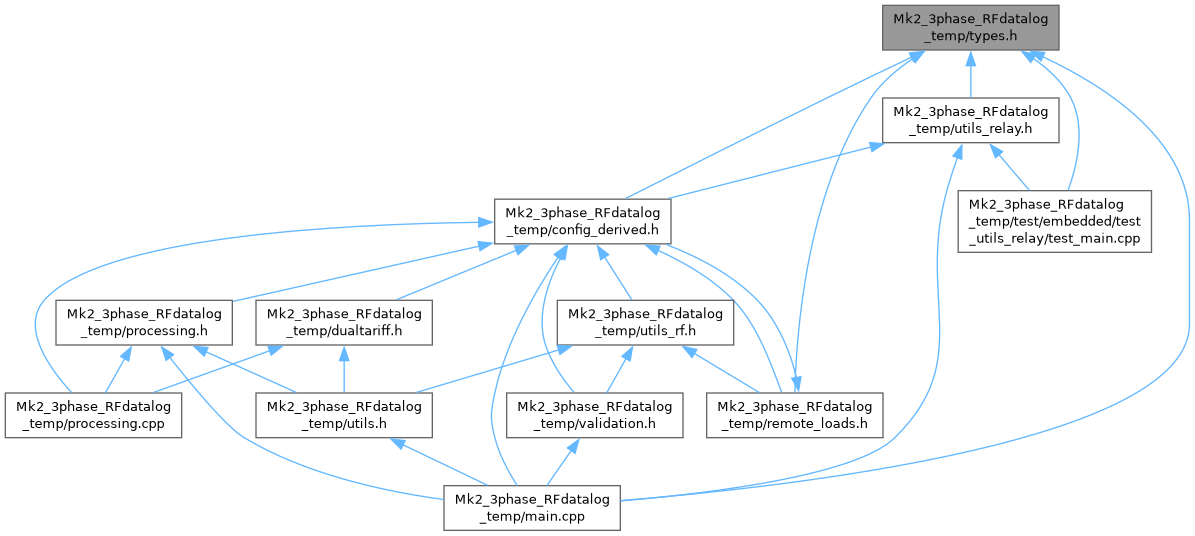 Mk2_3phase_RFdatalog
_temp/types.h
Mk2_3phase_RFdatalog
_temp/utils_relay.h
Mk2_3phase_RFdatalog
_temp/test/embedded/test
_utils_relay/test_main.cpp
Mk2_3phase_RFdatalog
_temp/config_derived.h
Mk2_3phase_RFdatalog
_temp/processing.h
Mk2_3phase_RFdatalog
_temp/dualtariff.h
Mk2_3phase_RFdatalog
_temp/utils_rf.h
Mk2_3phase_RFdatalog
_temp/processing.cpp
Mk2_3phase_RFdatalog
_temp/utils.h
Mk2_3phase_RFdatalog
_temp/validation.h
Mk2_3phase_RFdatalog
_temp/remote_loads.h
Mk2_3phase_RFdatalog
_temp/main.cpp